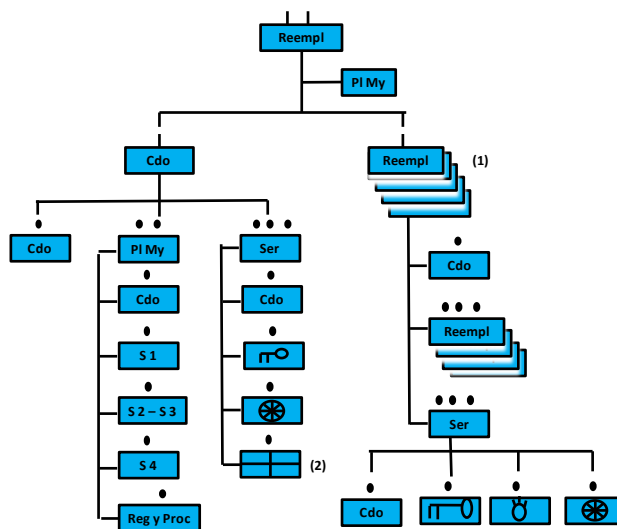 Reempl
Pl My
Cdo
Reempl
(1)
Cdo
Pl My
Ser
Cdo
Cdo
Cdo
S 1
Reempl
S 2 – S 3
Ser
S 4
(2)
Cdo
Reg y Proc